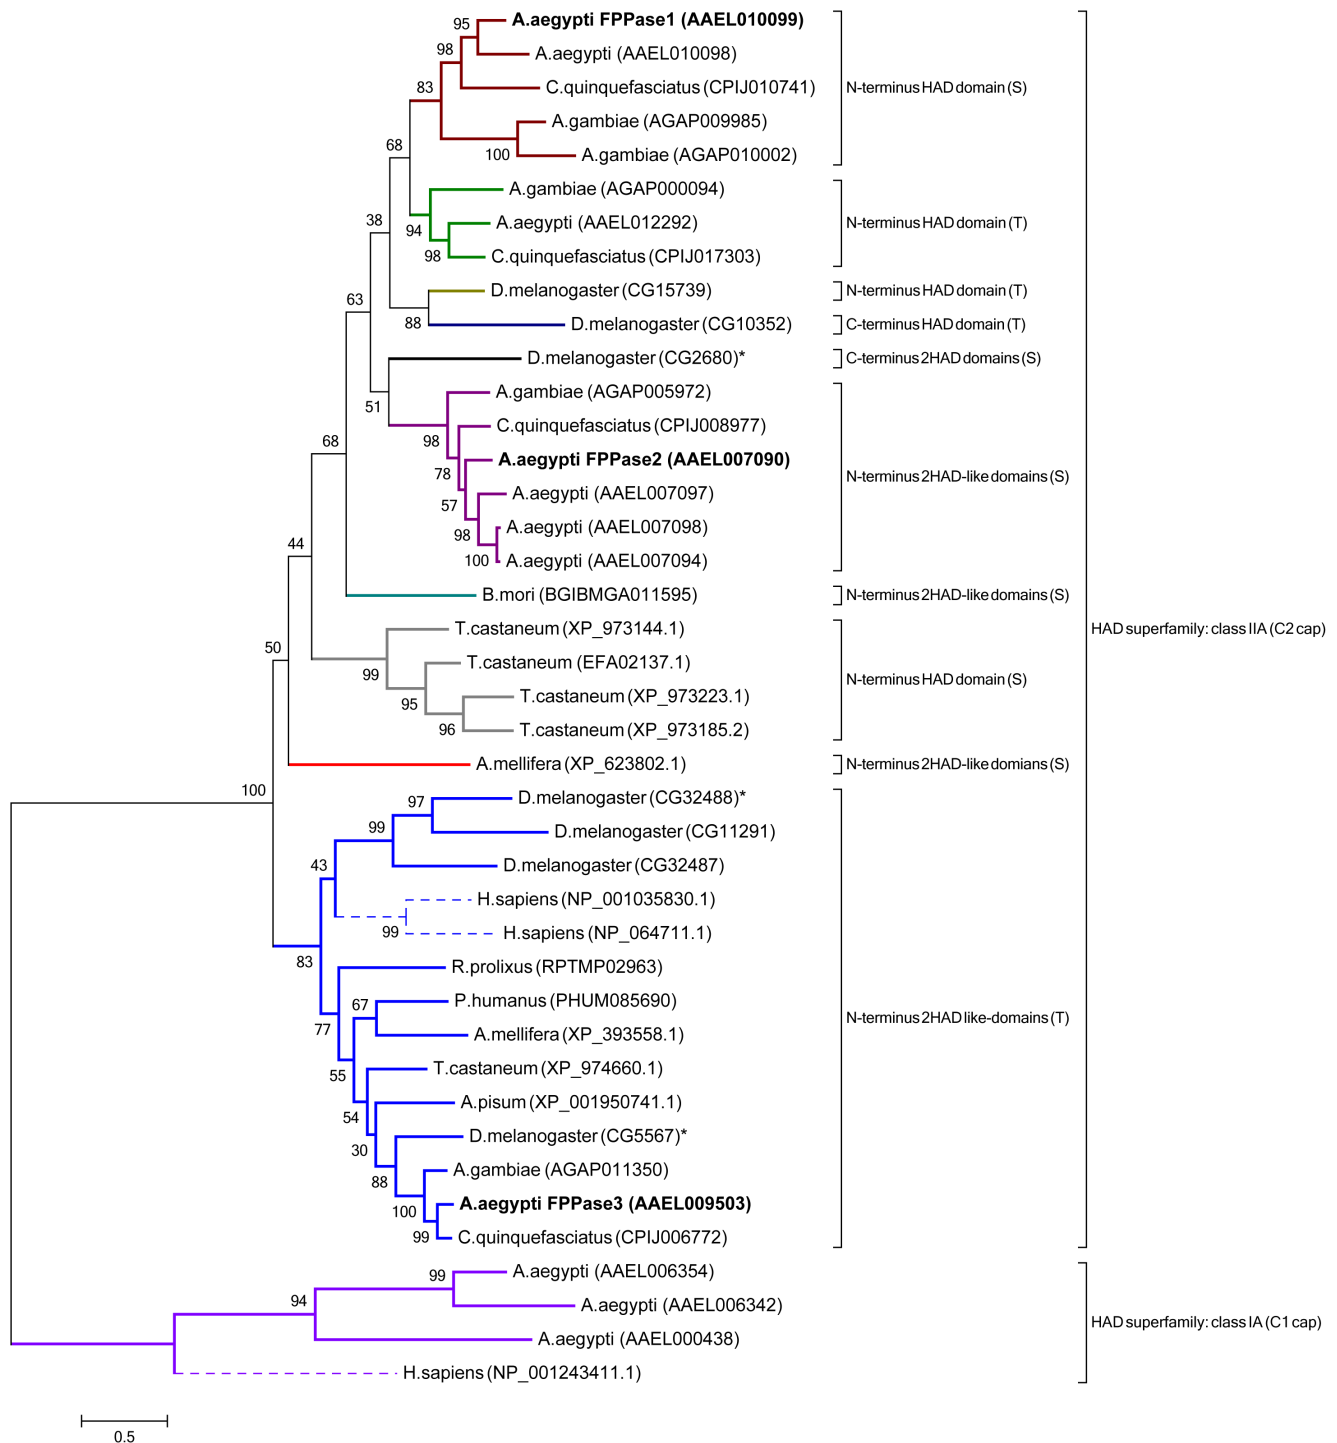 95
A.aegypti FPPase1 (AAEL010099)
98
A.aegypti (AAEL010098)
83
C.quinquefasciatus (CPIJ010741)
N-terminus HAD domain (S)
A.gambiae (AGAP009985)
68
100
A.gambiae (AGAP010002)
A.gambiae (AGAP000094)
38
94
A.aegypti (AAEL012292)
N-terminus HAD domain (T)
98
C.quinquefasciatus (CPIJ017303)
63
D.melanogaster (CG15739)
N-terminus HAD domain (T)
88
D.melanogaster (CG10352)
C-terminus HAD domain (T)
D.melanogaster (CG2680)*
C-terminus 2HAD domains (S)
51
A.gambiae (AGAP005972)
68
98
C.quinquefasciatus (CPIJ008977)
78
A.aegypti FPPase2 (AAEL007090)
N-terminus 2HAD-like domains (S)
57
A.aegypti (AAEL007097)
98
A.aegypti (AAEL007098)
44
100
A.aegypti (AAEL007094)
B.mori (BGIBMGA011595)
N-terminus 2HAD-like domains (S)
T.castaneum (XP_973144.1)
HAD superfamily: class IIA (C2 cap)
50
99
T.castaneum (EFA02137.1)
N-terminus HAD domain (S)
95
T.castaneum (XP_973223.1)
96
T.castaneum (XP_973185.2)
A.mellifera (XP_623802.1)
N-terminus 2HAD-like domians (S)
100
97
D.melanogaster (CG32488)*
99
D.melanogaster (CG11291)
43
D.melanogaster (CG32487)
H.sapiens (NP_001035830.1)
99
H.sapiens (NP_064711.1)
83
R.prolixus (RPTMP02963)
67
P.humanus (PHUM085690)
77
A.mellifera (XP_393558.1)
N-terminus 2HAD like-domains (T)
55
T.castaneum (XP_974660.1)
54
A.pisum (XP_001950741.1)
30
D.melanogaster (CG5567)*
88
A.gambiae (AGAP011350)
100
A.aegypti FPPase3 (AAEL009503)
99
C.quinquefasciatus (CPIJ006772)
99
A.aegypti (AAEL006354)
94
A.aegypti (AAEL006342)
HAD superfamily: class IA (C1 cap)
A.aegypti (AAEL000438)
H.sapiens (NP_001243411.1)
0.5